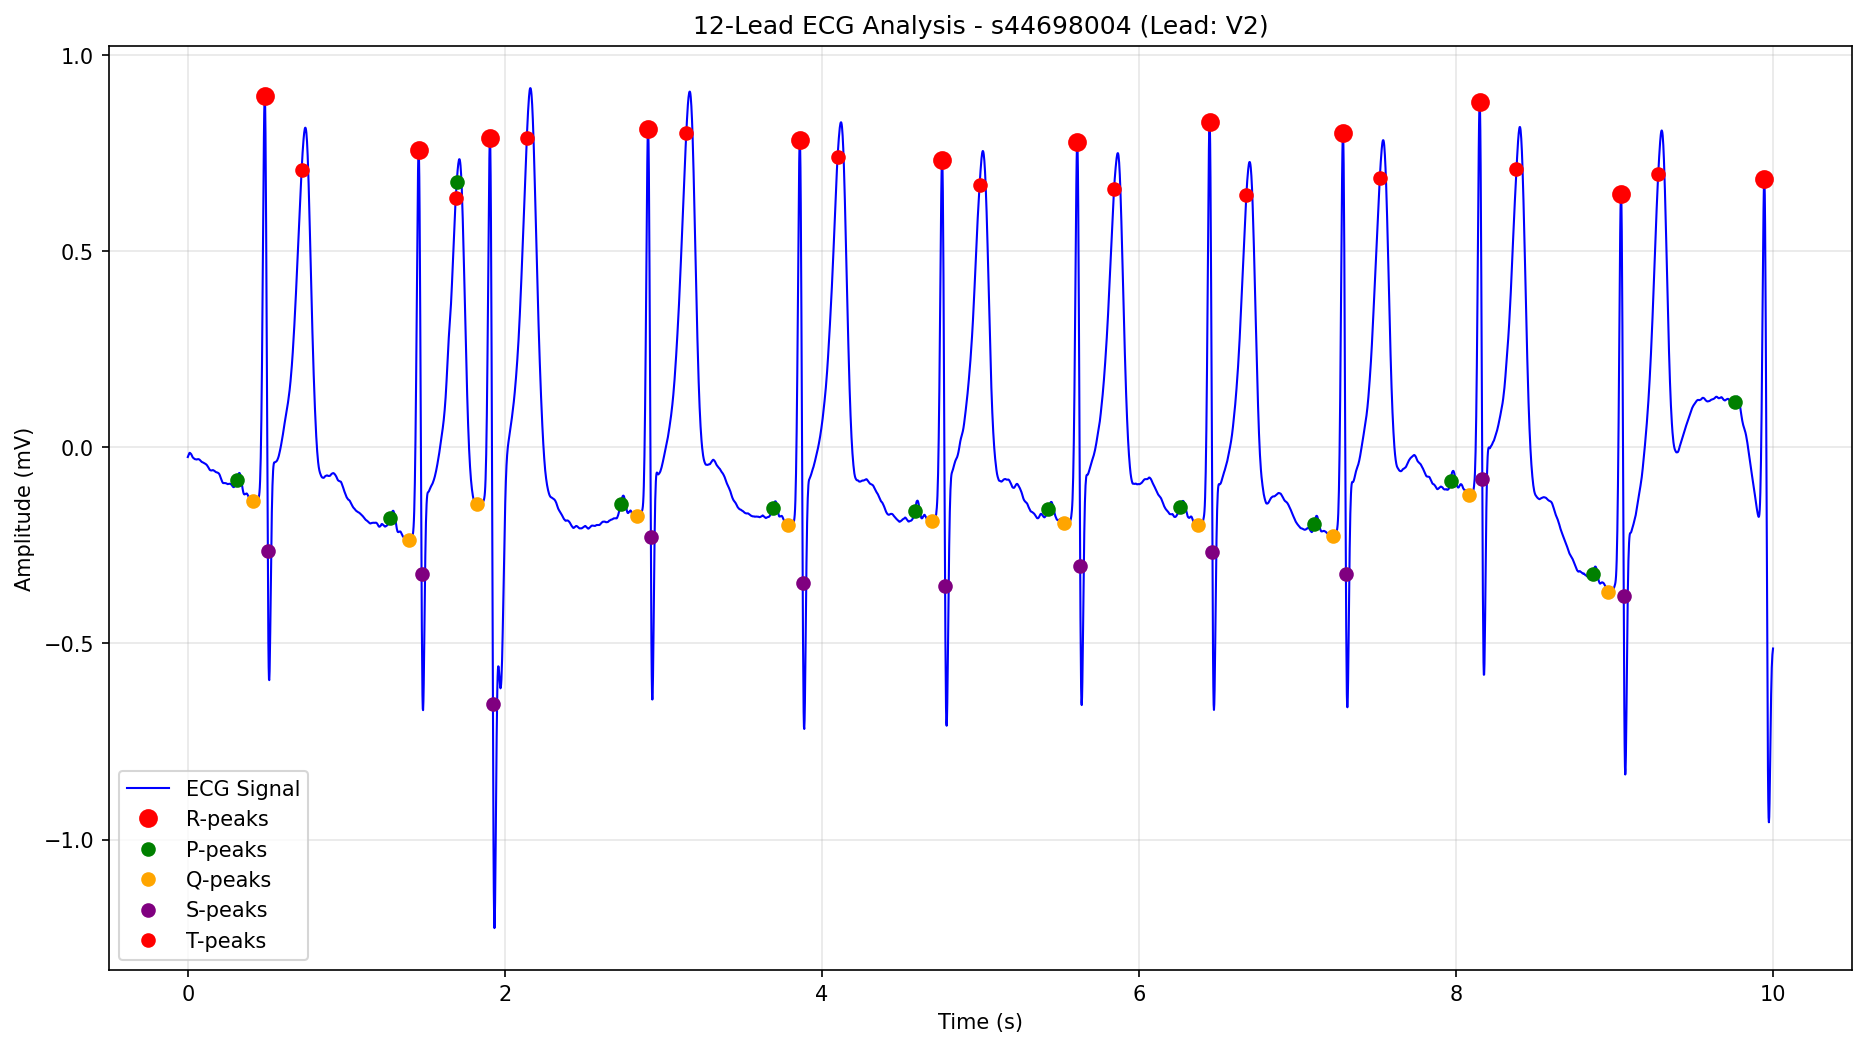 12-Lead ECG Analysis - s44698004 (Lead: V2)
1.0
0.5
0.0
−0.5
−1.0
Amplitude (mV)
ECG Signal
R-peaks
P-peaks
Q-peaks
S-peaks
T-peaks
0 2 4 6 8 10
Time (s)